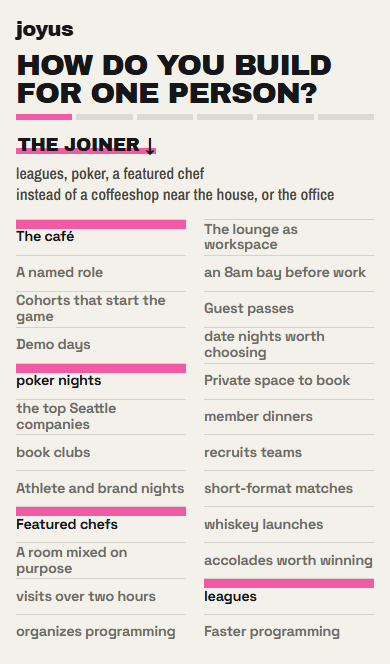 joyus
HOW DO YOU BUILD
FOR ONE PERSON?
THE JOINER ↓
leagues, poker, a featured chef
instead of a coffeeshop near the house, or the office
The café
A named role
Cohorts that start the
game
Demo days
poker nights
the top Seattle
companies
book clubs
Athlete and brand nights
Featured chefs
A room mixed on
purpose
visits over two hours
organizes programming
The lounge as
workspace
an 8am bay before work
Guest passes
date nights worth
choosing
Private space to book
member dinners
recruits teams
short-format matches
whiskey launches
accolades worth winning
leagues
Faster programming